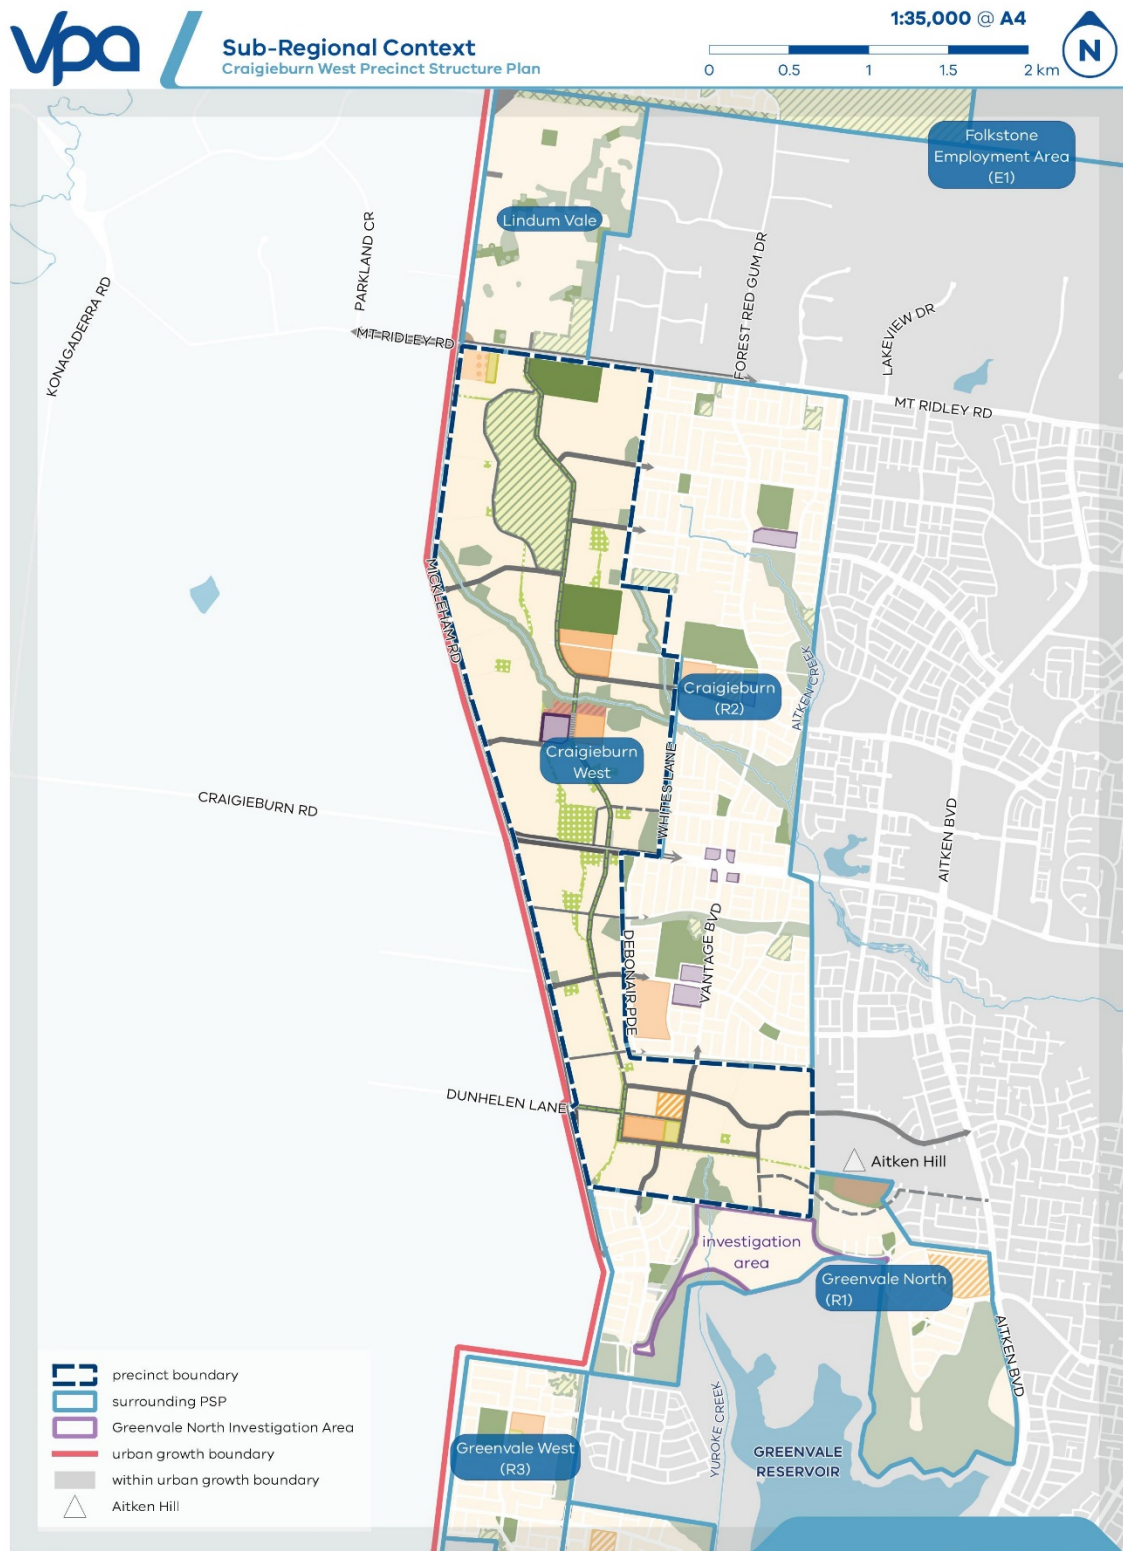 vpa
Sub-Regional Context
Craigieburn West Precinct Structure Plan
1:35,000 @ A4
0 0.5 1 1.5 2 km
N
Folkstone
Employment Area
(E1)
Lindum Vale
PARKLAND CR
KONAGADERRA RD
MT RIDLEY RD
FOREST RED GUM DR
LAKEVIEW DR
MT RIDLEY RD
MICKLEHAM RD
Craigieburn
(R2)
AITKEN CREEK
Craigieburn
West
WHITES LANE
CRAIGIEBURN RD
AITKEN BVD
DEBONAIR PDE
VANTAGE BVD
DUNHELEN LANE
Aitken Hill
investigation
area
Greenvale North
(R1)
AITKEN BVD
YUROKE CREEK
GREENVALE
RESERVOIR
Greenvale West
(R3)
precinct boundary
surrounding PSP
Greenvale North Investigation Area
urban growth boundary
within urban growth boundary
Aitken Hill